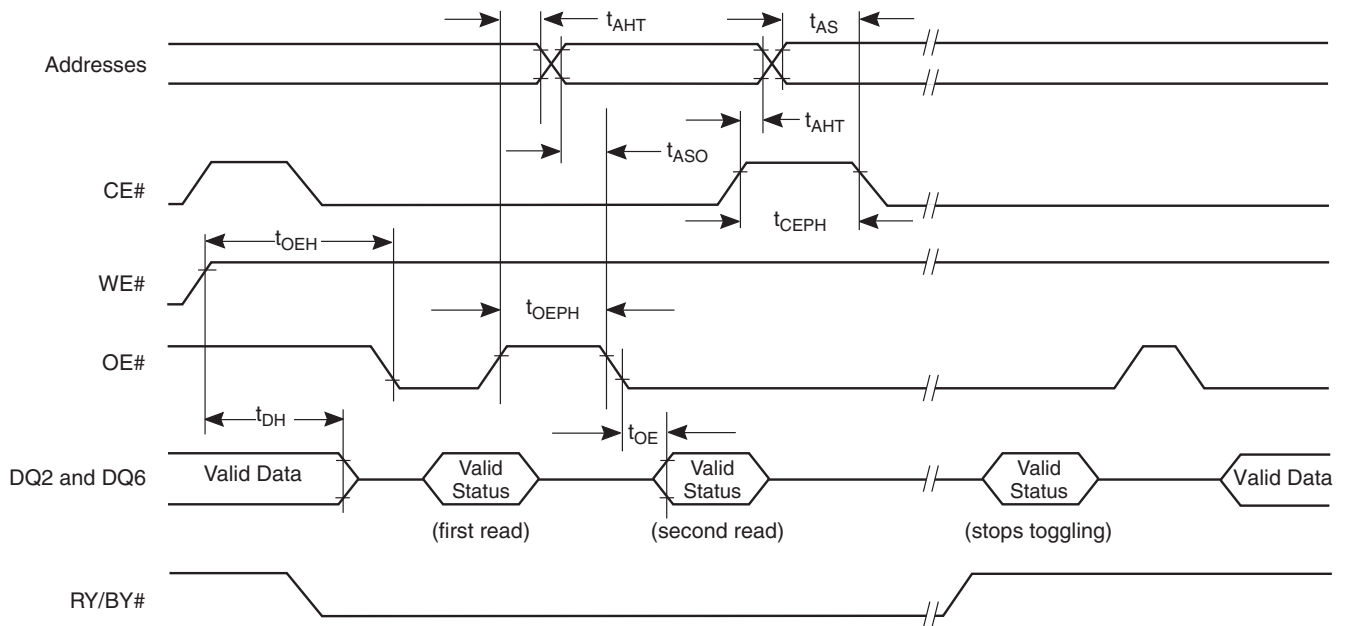 tAHT tAS
Addresses
tAHT
tASO
CE#
tCEPH
tOEH
WE#
tOEPH
OE#
tDH
tOE
DQ2 and DQ6 Valid Data Valid Status Valid Status Valid Status Valid Data
(first read) (second read) (stops toggling)
RY/BY#